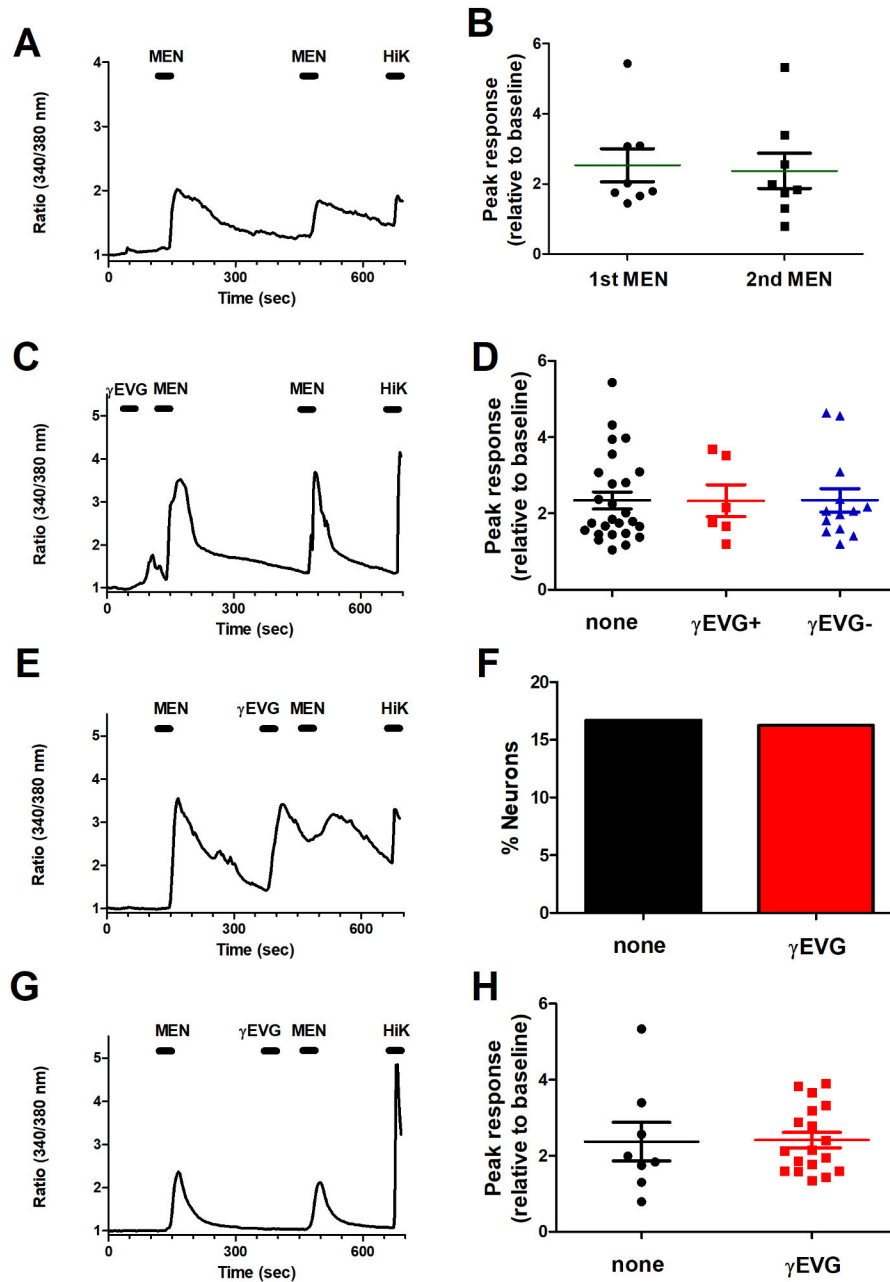 A
MEN MEN HiK
4
3
2
1
Ratio (340/380 nm)
0 300 600
Time (sec)
B
6
4
2
0
Peak response
(relative to baseline)
1st MEN 2nd MEN
C
γEVG MEN MEN HiK
5
4
3
2
1
Ratio (340/380 nm)
0 300 600
Time (sec)
D
6
4
2
0
Peak response
(relative to baseline)
none γEVG+ γEVG-
E
MEN γEVG MEN HiK
5
4
3
2
1
Ratio (340/380 nm)
0 300 600
Time (sec)
F
20
15
10
5
0
% Neurons
none γEVG
G
MEN γEVG MEN HiK
5
4
3
2
1
Ratio (340/380 nm)
0 300 600
Time (sec)
H
6
4
2
0
Peak response
(relative to baseline)
none γEVG